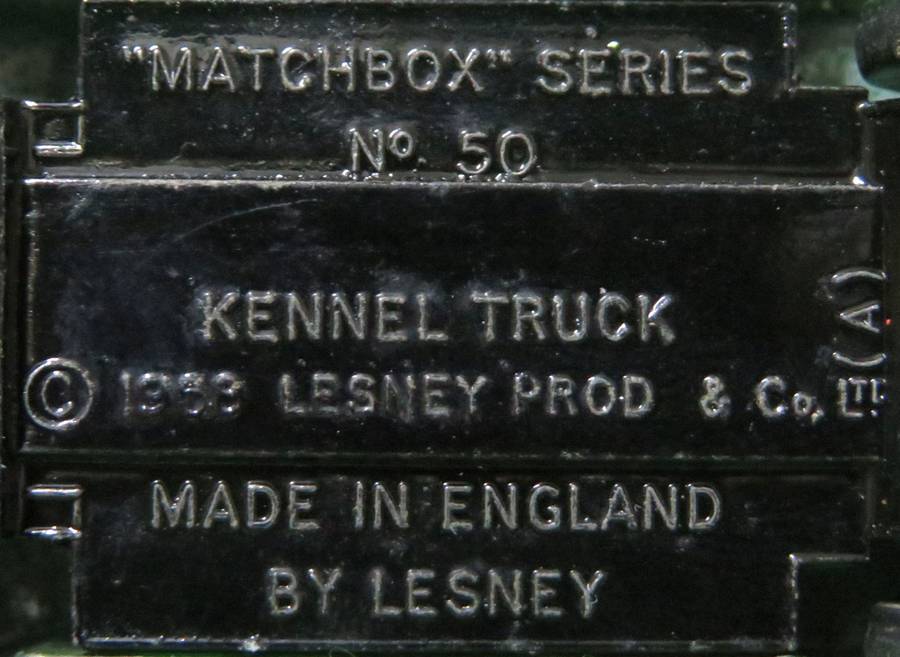 "MATCHBOX" SERIES
Nº 50
KENNEL TRUCK
(A)
© LESNEY PROD & Co. LTD.
MADE IN ENGLAND
BY LESNEY